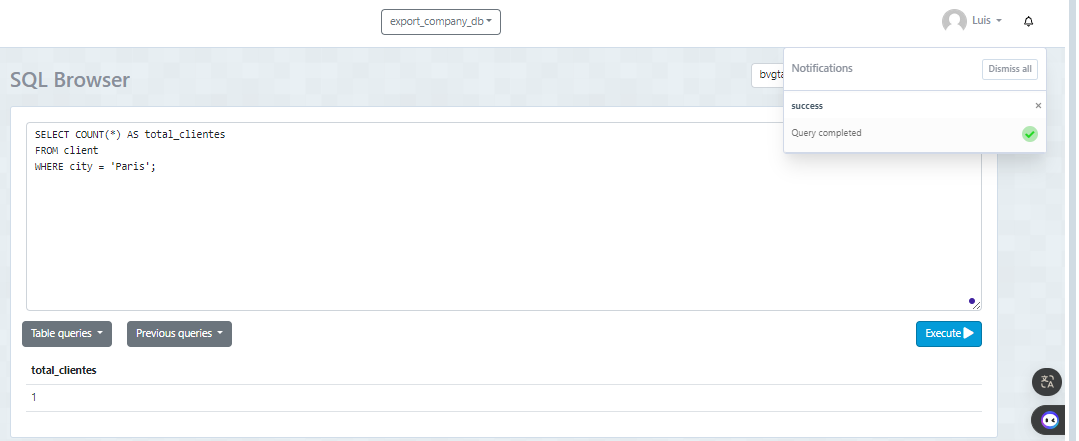 export_company_db
Luis
SQL Browser
Notifications
Dismiss all
success
×
Query completed
SELECT COUNT(*) AS total_clientes
FROM client
WHERE city = 'Paris';
Table queries
Previous queries
Execute
total_clientes
1